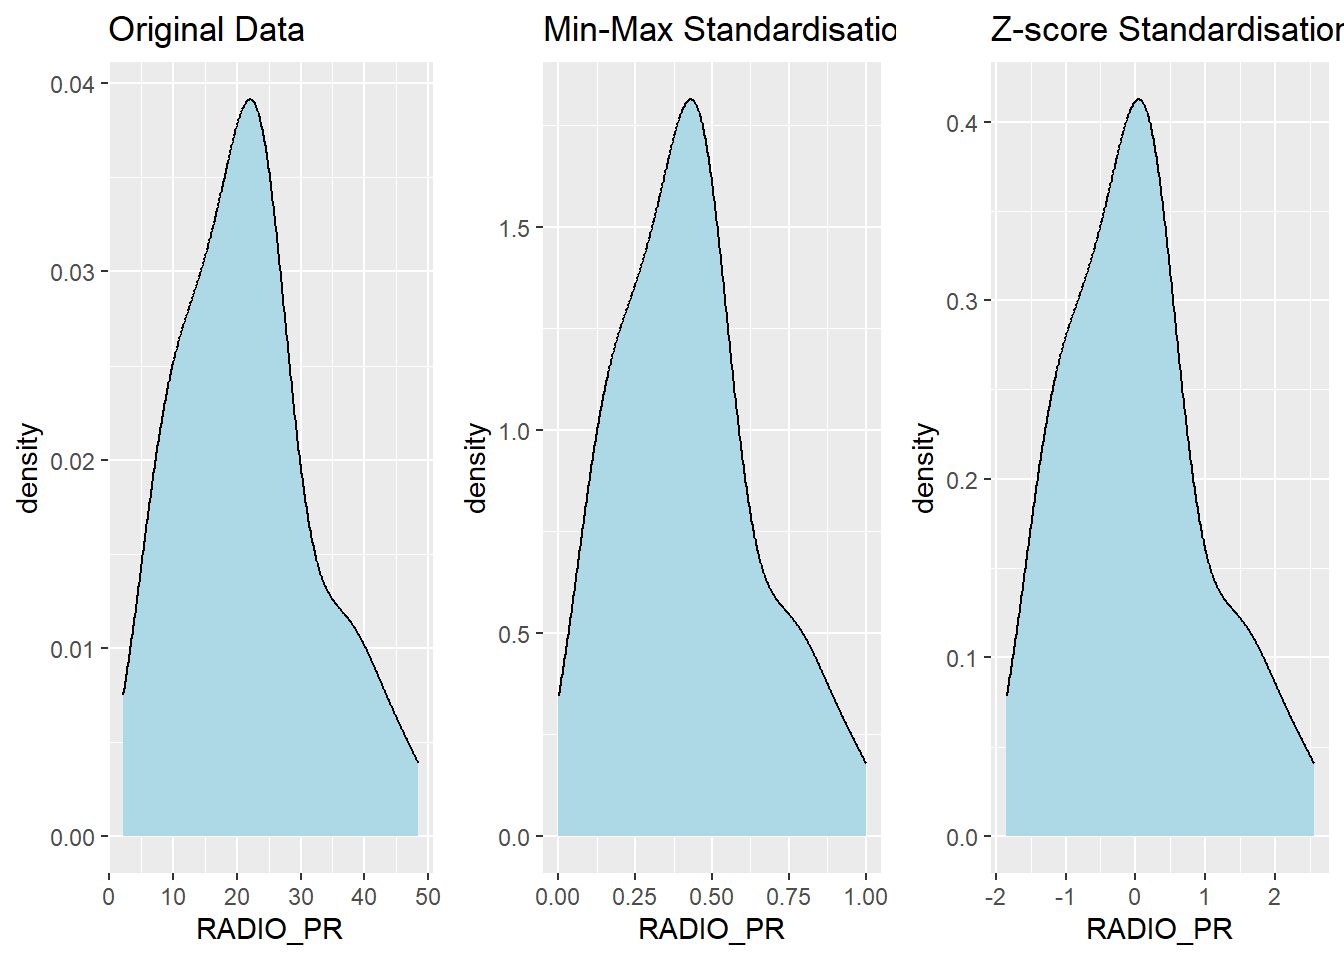 Original Data
0.04
0.03
0.02
0.01
0.00
density
0 10 20 30 40 50
RADIO_PR
Min-Max Standardisatio
1.5
1.0
0.5
0.0
density
0.00 0.25 0.50 0.75 1.00
RADIO_PR
Z-score Standardisation
0.4
0.3
0.2
0.1
0.0
density
-2 -1 0 1 2
RADIO_PR